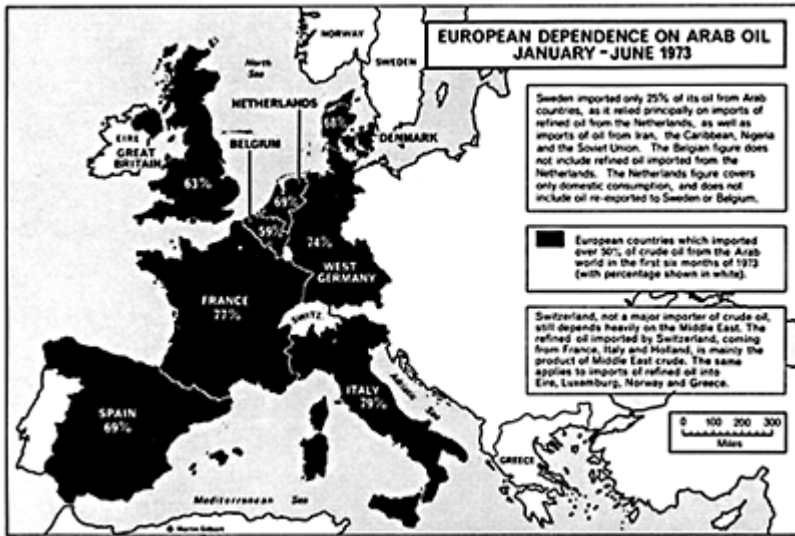 EUROPEAN DEPENDENCE ON ARAB OIL
JANUARY - JUNE 1973
Sweden imported only 25% of its oil from Arab
countries, as it relied principally on imports of
refined oil from the Netherlands, as well as
imports of oil from Iran, the Caribbean, Nigeria
and the Soviet Union. The Belgian figure does
not include refined oil imported from the
Netherlands. The Netherlands figure covers
only domestic consumption, and does not
include oil re-exported to Sweden or Belgium.
European countries which imported
over 50% of crude oil from the Arab
world in the first six months of 1973
(with percentage shown in white).
Switzerland, not a major importer of crude oil,
still depends heavily on the Middle East. The
refined oil imported by Switzerland, coming
from France, Italy and Holland, is mainly the
product of Middle East crude. The same
applies to imports of refined oil into
Eire, Luxemburg, Norway and Greece.
0 100 200 300
Miles
NORWAY
SWEDEN
North
Sea
NETHERLANDS
DENMARK
BELGIUM
EIRE
GREAT
BRITAIN
63%
69%
59%
74%
WEST
GERMANY
FRANCE
77%
SWITZ.
ITALY
79%
Adriatic Sea
SPAIN
69%
GREECE
Mediterranean Sea
© Martin Gilbert